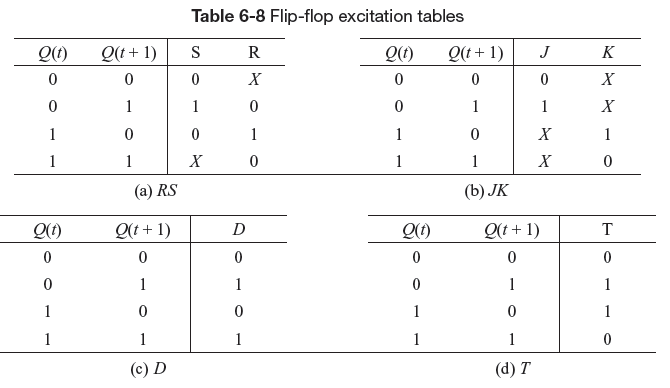 Table 6-8 Flip-flop excitation tables
Q(t) Q(t + 1) S R
0 0 0 X
0 1 1 0
1 0 0 1
1 1 X 0
(a) RS
Q(t) Q(t + 1) J K
0 0 0 X
0 1 1 X
1 0 X 1
1 1 X 0
(b) JK
Q(t) Q(t + 1) D
0 0 0
0 1 1
1 0 0
1 1 1
(c) D
Q(t) Q(t + 1) T
0 0 0
0 1 1
1 0 1
1 1 0
(d) T